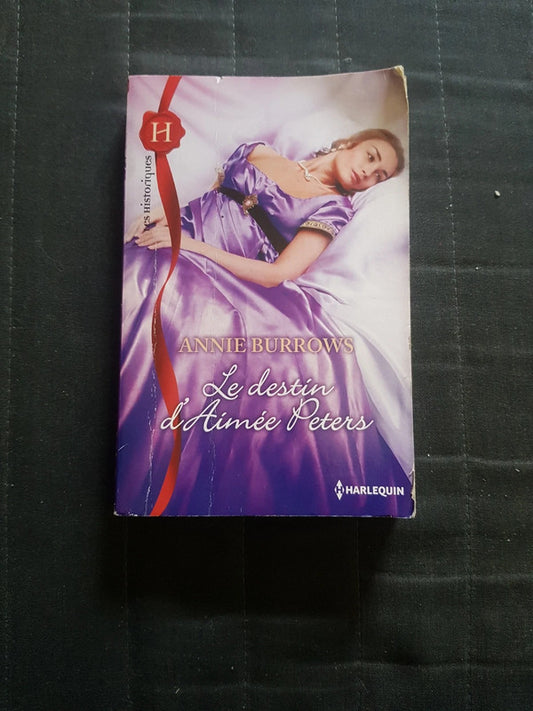 H
Les Historiques
ANNIE BURROWS
Le destin
d'Aimée Peters
H HARLEQUIN